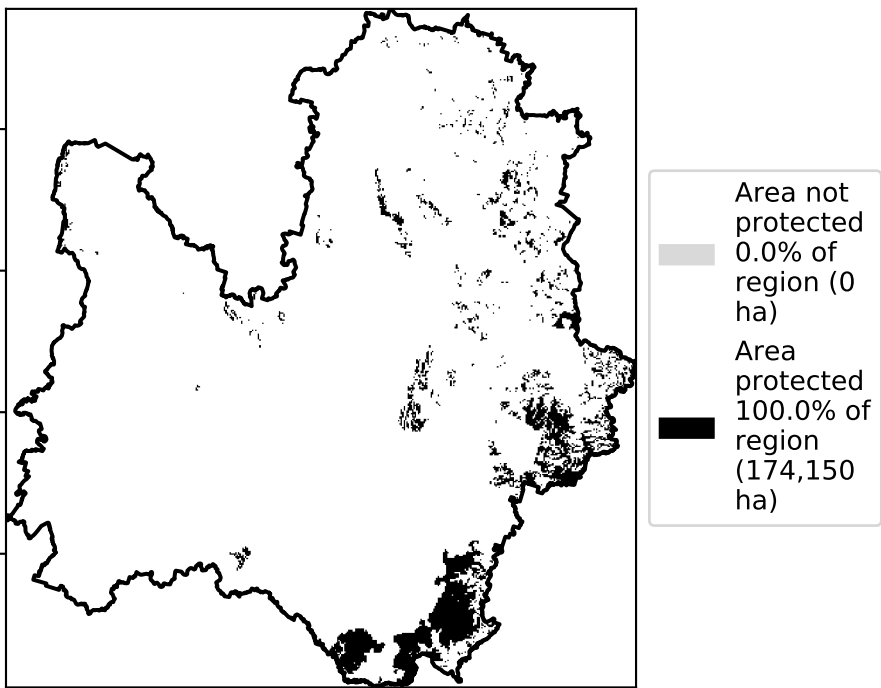 Area not
protected
0.0% of
region (0
ha)
Area
protected
100.0% of
region
(174,150
ha)